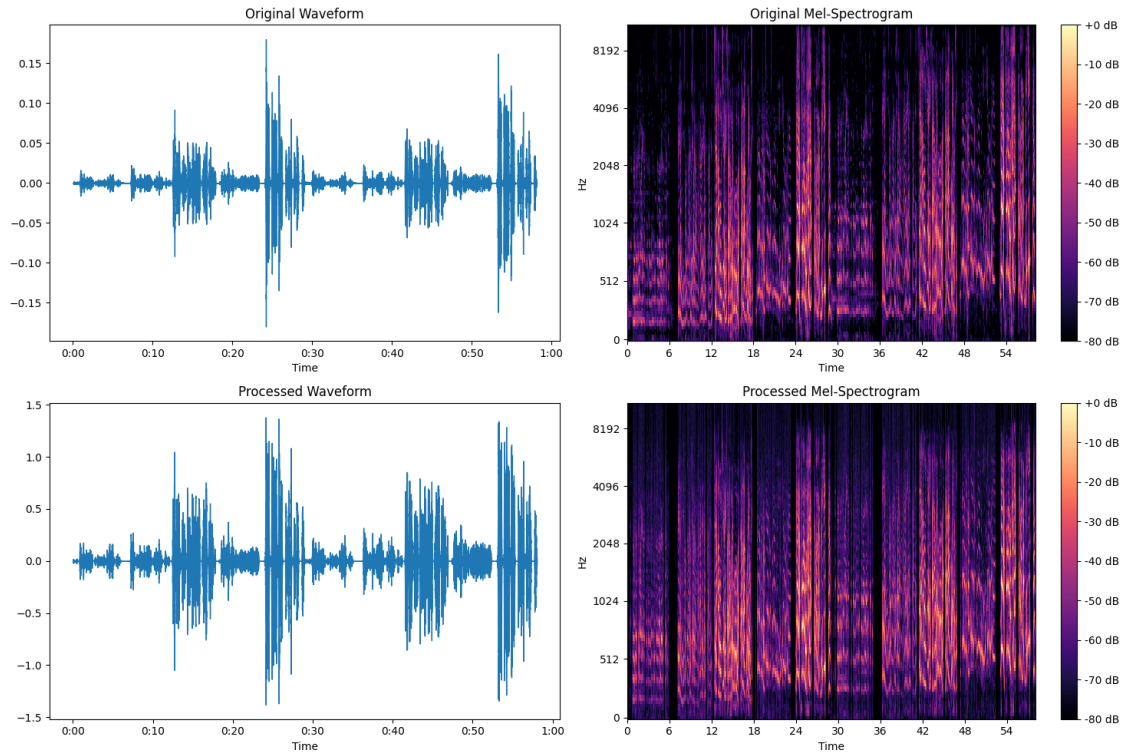 Original Waveform
0.15
0.10
0.05
0.00
−0.05
−0.10
−0.15
0:00 0:10 0:20 0:30 0:40 0:50 1:00
Time
Original Mel-Spectrogram
Hz
8192
4096
2048
1024
512
0
0 6 12 18 24 30 36 42 48 54
Time
+0 dB
-10 dB
-20 dB
-30 dB
-40 dB
-50 dB
-60 dB
-70 dB
-80 dB
Processed Waveform
1.5
1.0
0.5
0.0
−0.5
−1.0
−1.5
0:00 0:10 0:20 0:30 0:40 0:50 1:00
Time
Processed Mel-Spectrogram
Hz
8192
4096
2048
1024
512
0
0 6 12 18 24 30 36 42 48 54
Time
+0 dB
-10 dB
-20 dB
-30 dB
-40 dB
-50 dB
-60 dB
-70 dB
-80 dB